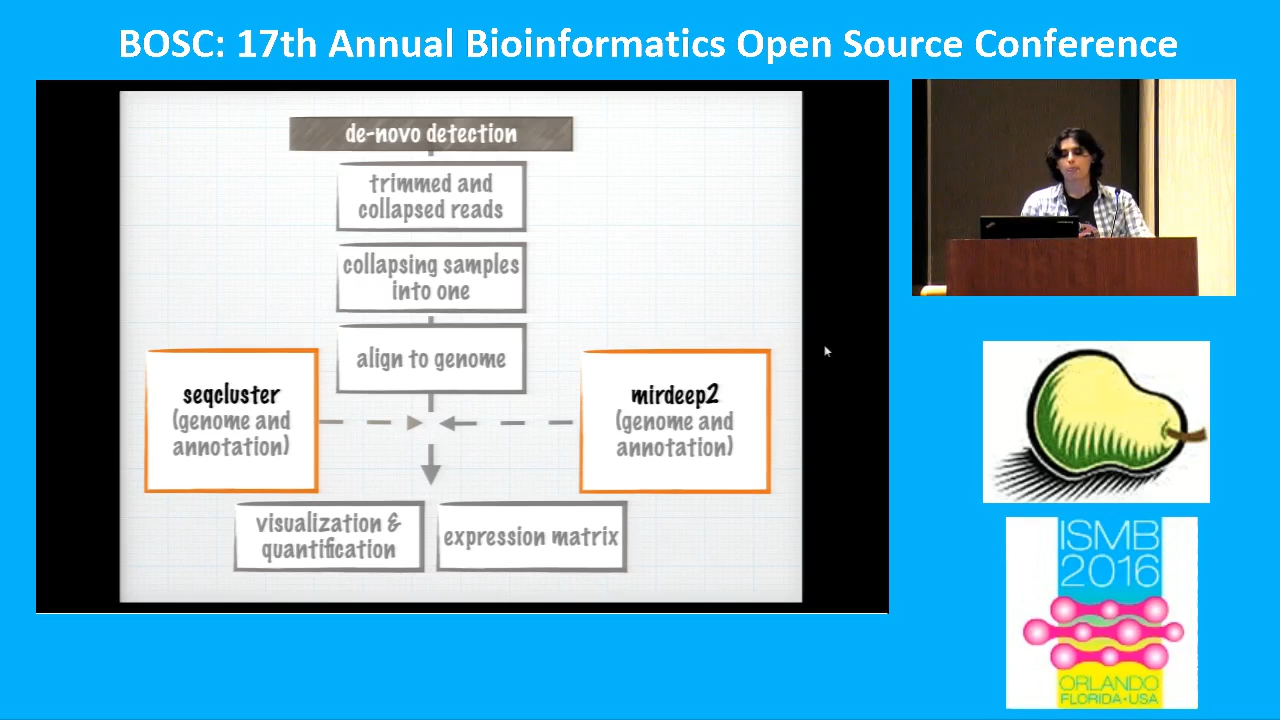 BOSC: 17th Annual Bioinformatics Open Source Conference
de-novo detection
trimmed and
collapsed reads
collapsing samples
into one
align to genome
seqcluster
(genome and
annotation)
mirdeep2
(genome and
annotation)
visualization &
quantification
expression matrix
ISMB
2016
ORLANDO
FLORIDA·USA